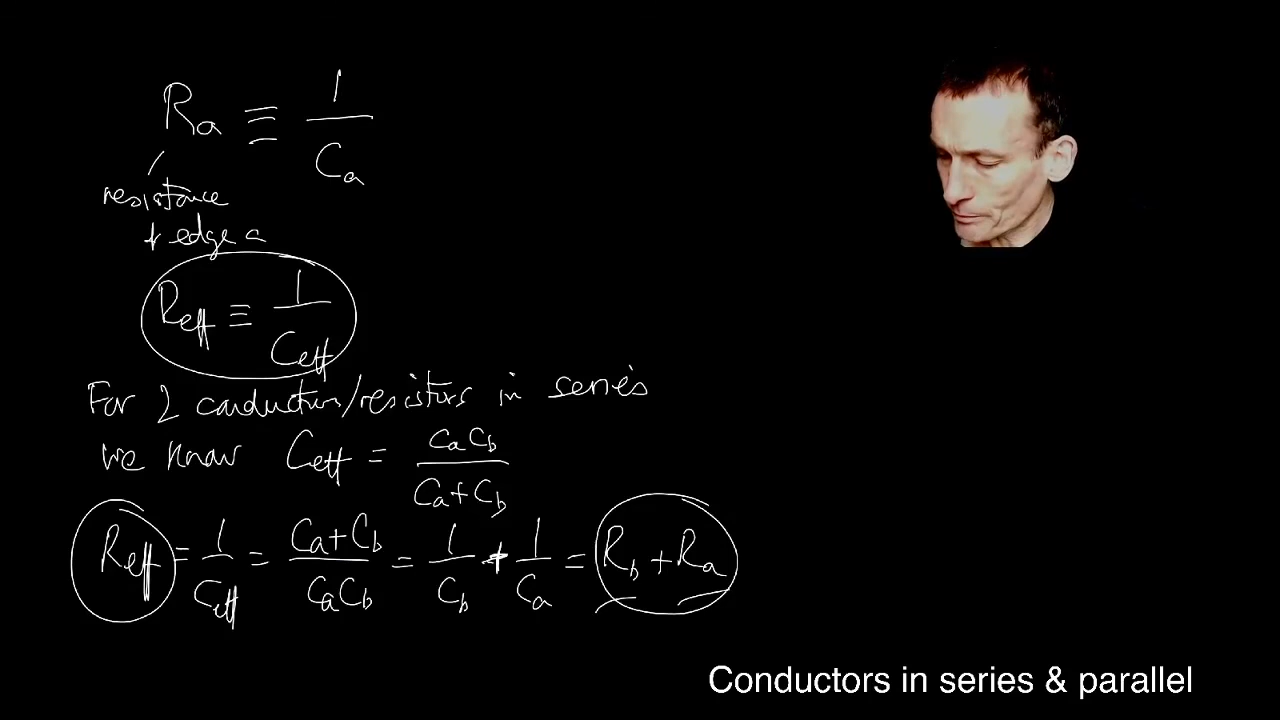 Ra ≡ 1/Ca
resistance
of edge a
Reff ≡ 1/Ceff
For 2 conductors/resistors in series
we know Ceff = CaCb/(Ca+Cb)
Reff = 1/Ceff = (Ca+Cb)/(CaCb) = 1/Cb + 1/Ca = Rb + Ra
Conductors in series & parallel